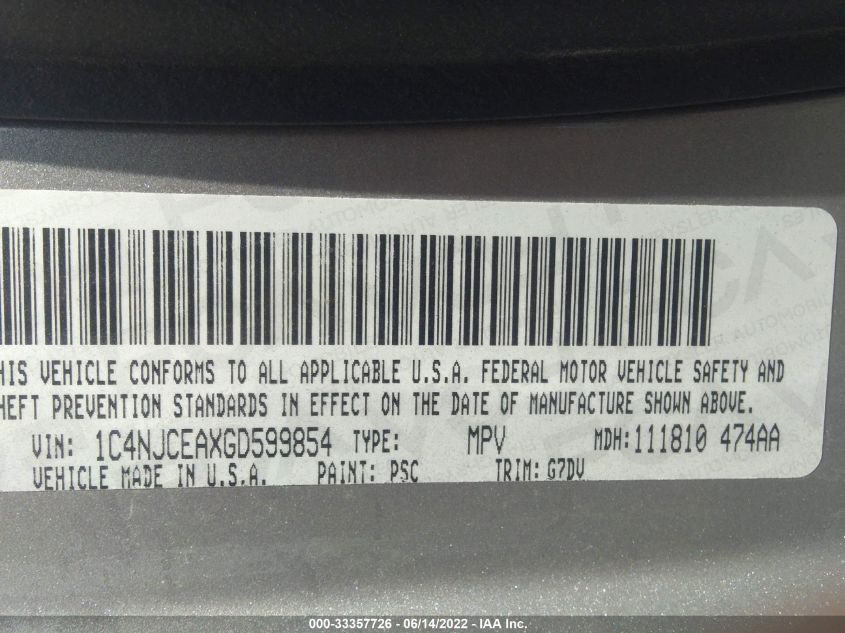 HIS VEHICLE CONFORMS TO ALL APPLICABLE U.S.A. FEDERAL MOTOR VEHICLE SAFETY AND
HEFT PREVENTION STANDARDS IN EFFECT ON THE DATE OF MANUFACTURE SHOWN ABOVE.
VIN: 1C4NJCEAXGD599854 TYPE: MPV MDH:111810 474AA
VEHICLE MADE IN U.S.A. PAINT: PSC TRIM: G7DV
000-33357726 - 06/14/2022 - IAA Inc.